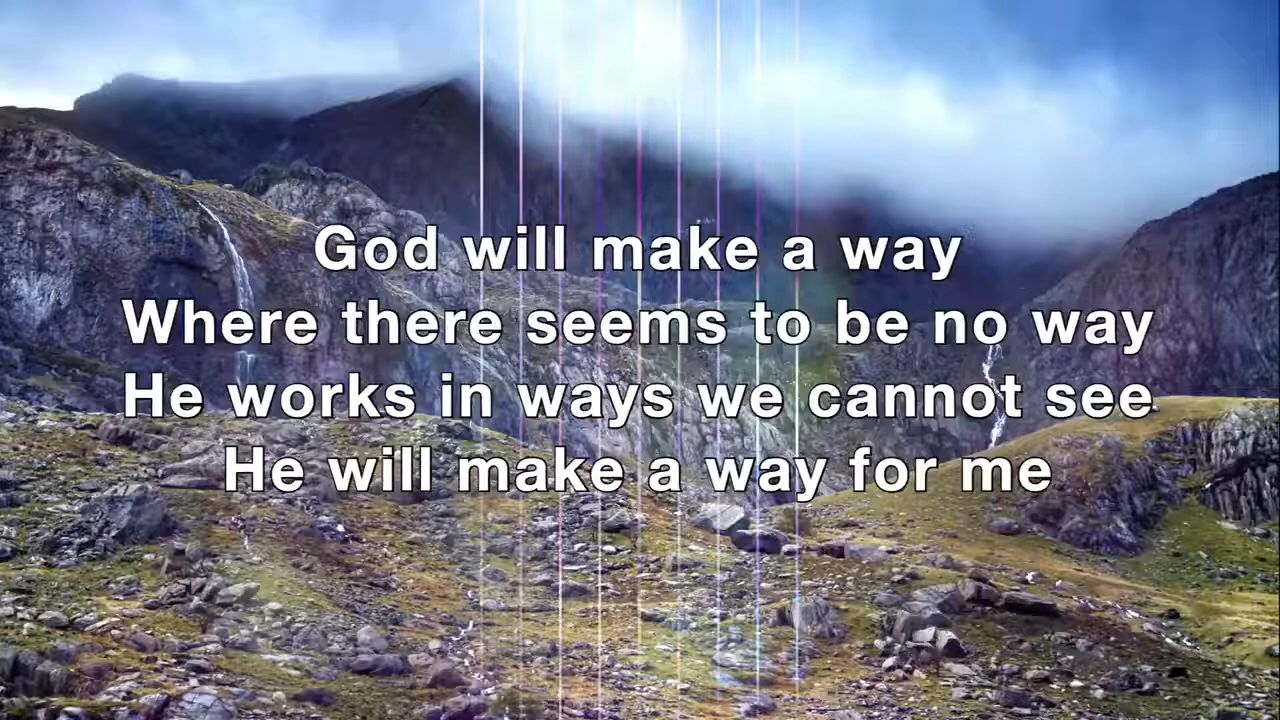 God will make a way
Where there seems to be no way
He works in ways we cannot see
He will make a way for me